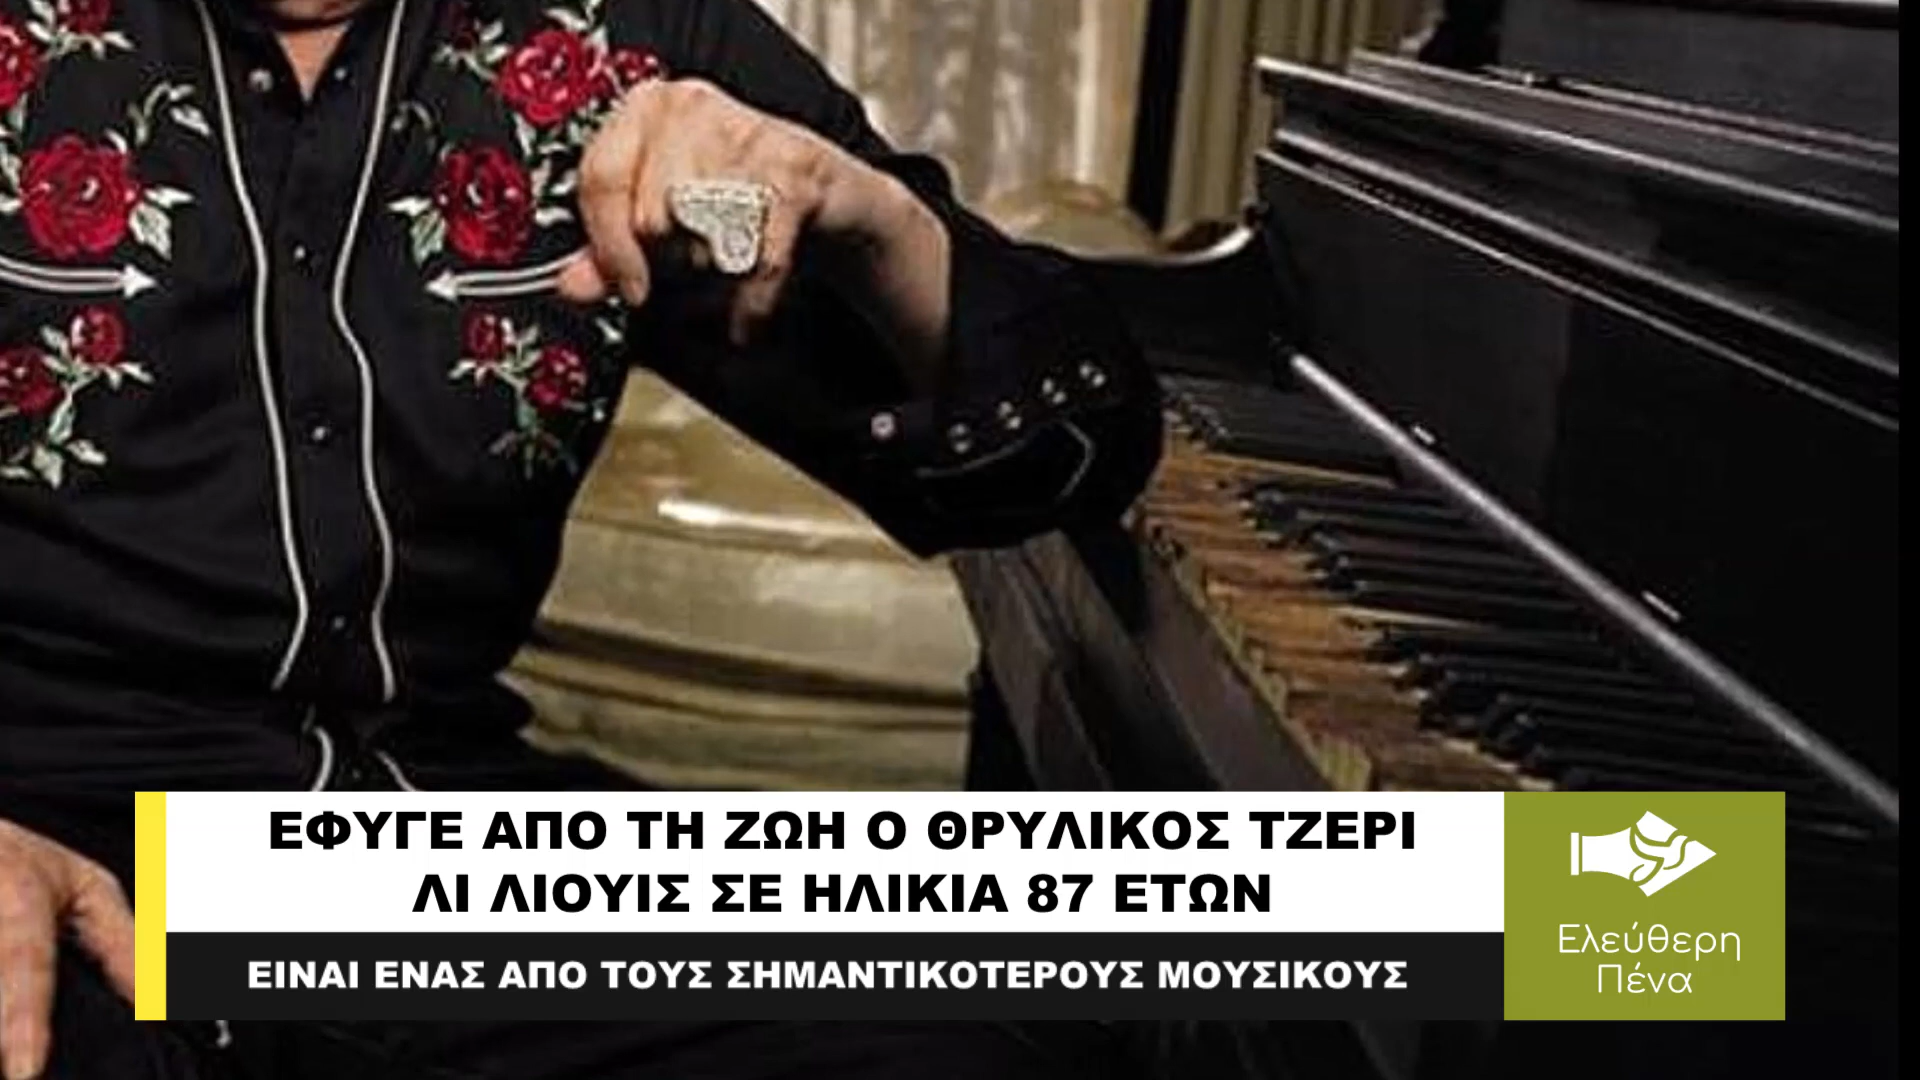 ΕΦΥΓΕ ΑΠΟ ΤΗ ΖΩΗ Ο ΘΡΥΛΙΚΟΣ ΤΖΕΡΙ
ΛΙ ΛΙΟΥΙΣ ΣΕ ΗΛΙΚΙΑ 87 ΕΤΩΝ
ΕΙΝΑΙ ΕΝΑΣ ΑΠΟ ΤΟΥΣ ΣΗΜΑΝΤΙΚΟΤΕΡΟΥΣ ΜΟΥΣΙΚΟΥΣ
Ελεύθερη
Πένα